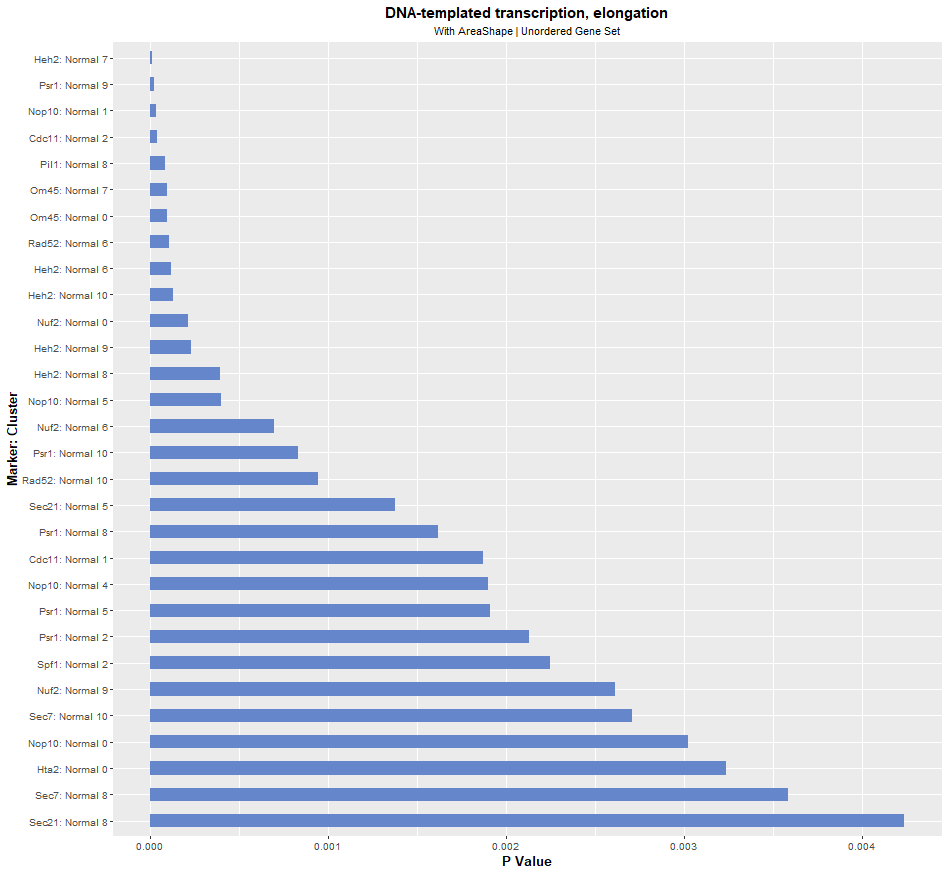 DNA-templated transcription, elongation
With AreaShape | Unordered Gene Set
Marker: Cluster
Heh2: Normal 7
Psr1: Normal 9
Nop10: Normal 1
Cdc11: Normal 2
Pil1: Normal 8
Om45: Normal 7
Om45: Normal 0
Rad52: Normal 6
Heh2: Normal 6
Heh2: Normal 10
Nuf2: Normal 0
Heh2: Normal 9
Heh2: Normal 8
Nop10: Normal 5
Nuf2: Normal 6
Psr1: Normal 10
Rad52: Normal 10
Sec21: Normal 5
Psr1: Normal 8
Cdc11: Normal 1
Nop10: Normal 4
Psr1: Normal 5
Psr1: Normal 2
Spf1: Normal 2
Nuf2: Normal 9
Sec7: Normal 10
Nop10: Normal 0
Hta2: Normal 0
Sec7: Normal 8
Sec21: Normal 8
0.000 0.001 0.002 0.003 0.004
P Value